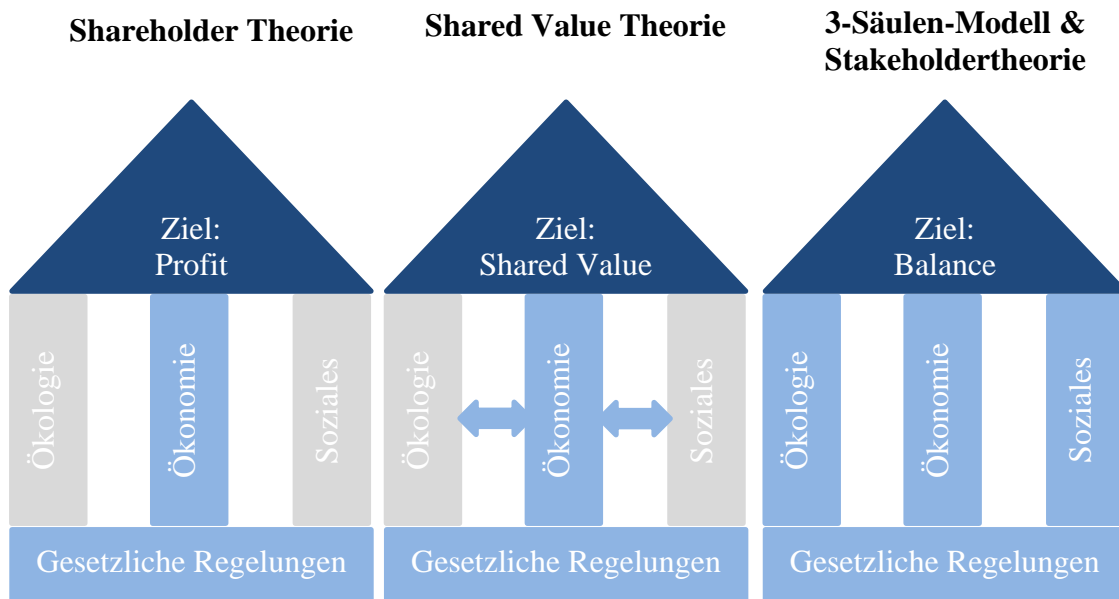 Shareholder Theorie
Ziel:
Profit
Ökologie
Ökonomie
Soziales
Gesetzliche Regelungen
Shared Value Theorie
Ziel:
Shared Value
Ökologie
Ökonomie
Soziales
Gesetzliche Regelungen
3-Säulen-Modell &
Stakeholdertheorie
Ziel:
Balance
Ökologie
Ökonomie
Soziales
Gesetzliche Regelungen